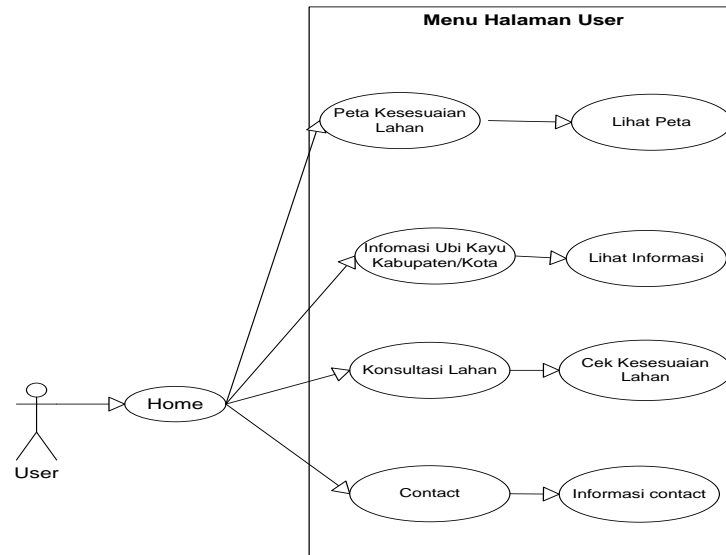 Menu Halaman User
Peta Kesesuaian
Lahan
Lihat Peta
Infomasi Ubi Kayu
Kabupaten/Kota
Lihat Informasi
Konsultasi Lahan
Cek Kesesuaian
Lahan
Home
User
Contact
Informasi contact